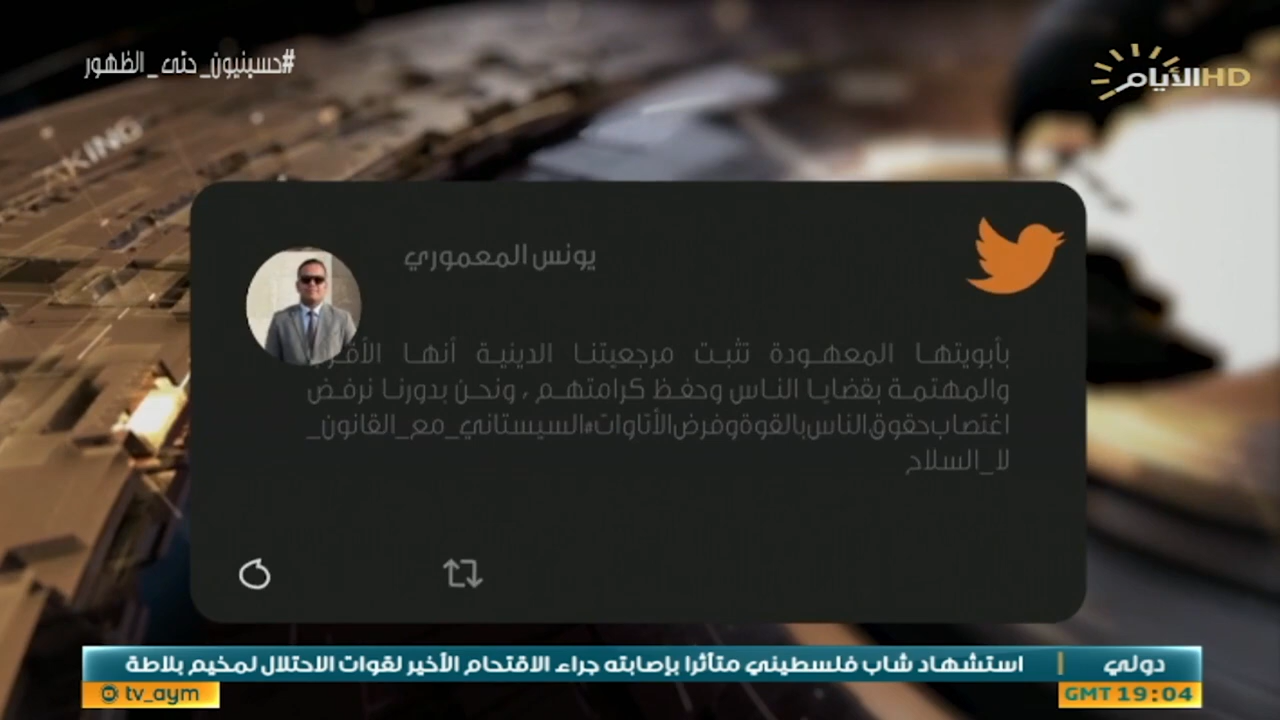 #حسينيون_حتى_الظهور
الأيام HD
KING
يونس المعموري
بأبويتها المعهودة تثبت مرجعيتنا الدينية أنها
والمهتمة بقضايا الناس وحفظ كرامتهم ، ونحن بدورنا نرفض
اغتصاب حقوق الناس بالقوة وفرض الأتاوات#السيستاني_مع_القانون_
لا_السلاح
دولي | استشهاد شاب فلسطيني متأثرا بإصابته جراء الاقتحام الأخير لقوات الاحتلال لمخيم بلاطة
GMT 19:04
tv_aym